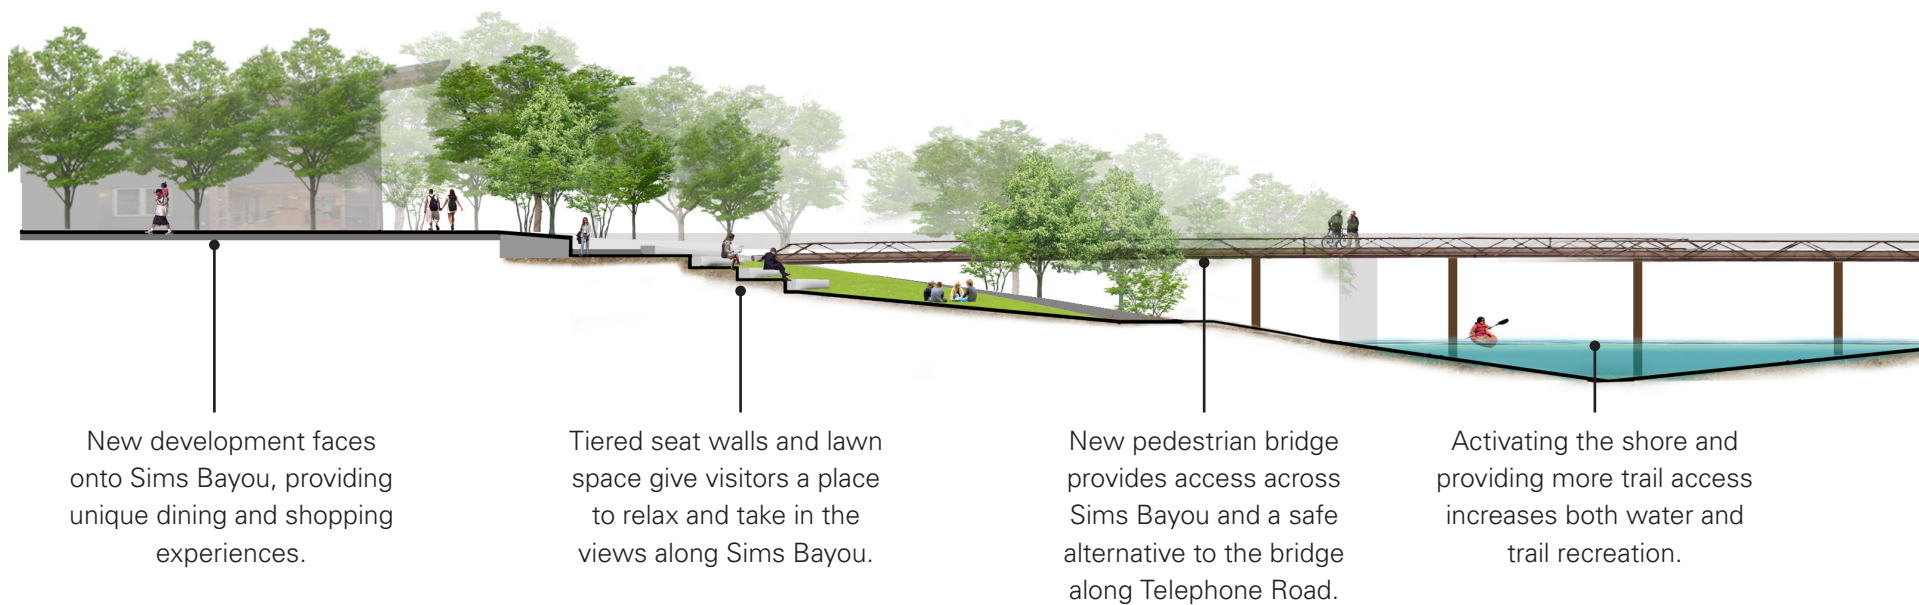 New development faces
onto Sims Bayou, providing
unique dining and shopping
experiences.
Tiered seat walls and lawn
space give visitors a place
to relax and take in the
views along Sims Bayou.
New pedestrian bridge
provides access across
Sims Bayou and a safe
alternative to the bridge
along Telephone Road.
Activating the shore and
providing more trail access
increases both water and
trail recreation.